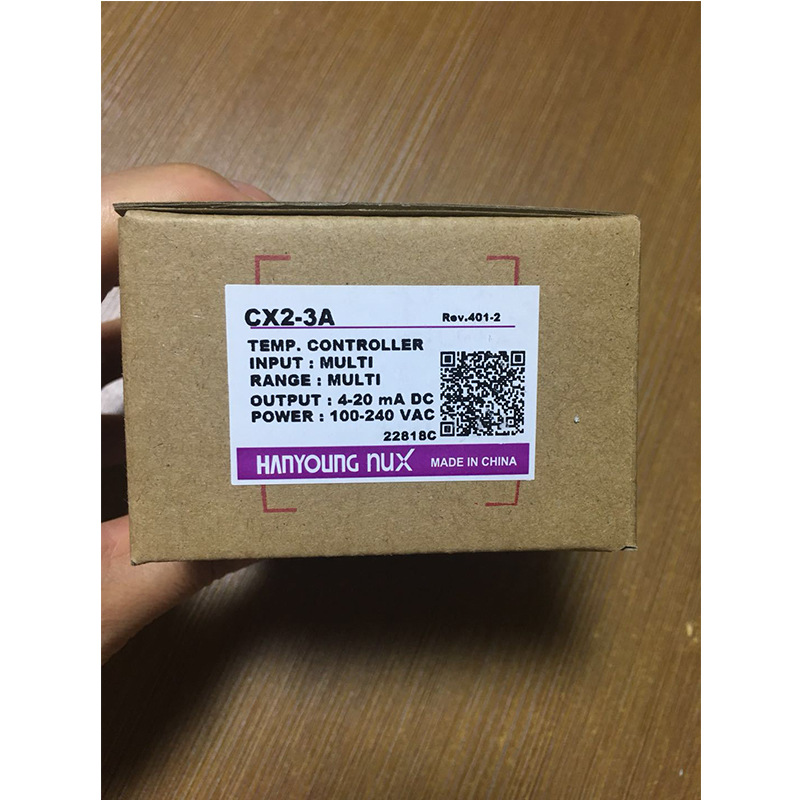 CX2-3A Rev.401-2
TEMP. CONTROLLER
INPUT : MULTI
RANGE : MULTI
OUTPUT : 4-20 mA DC
POWER : 100-240 VAC
22818C
HANYOUNG nux MADE IN CHINA